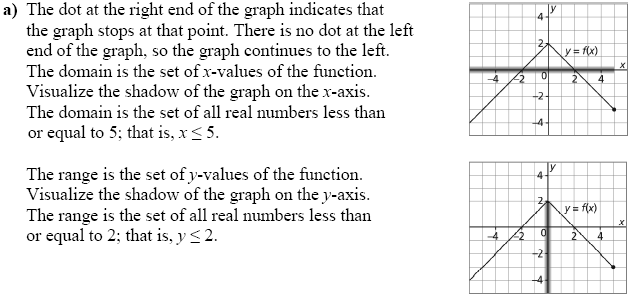 a) The dot at the right end of the graph indicates that
the graph stops at that point. There is no dot at the left
end of the graph, so the graph continues to the left.
The domain is the set of x-values of the function.
Visualize the shadow of the graph on the x-axis.
The domain is the set of all real numbers less than
or equal to 5; that is, x ≤ 5.
y
4
2
y = f(x)
x
-4 -2 0 2 4
-2
-4
The range is the set of y-values of the function.
Visualize the shadow of the graph on the y-axis.
The range is the set of all real numbers less than
or equal to 2; that is, y ≤ 2.
y
4
2
y = f(x)
x
-4 -2 0 2 4
-2
-4